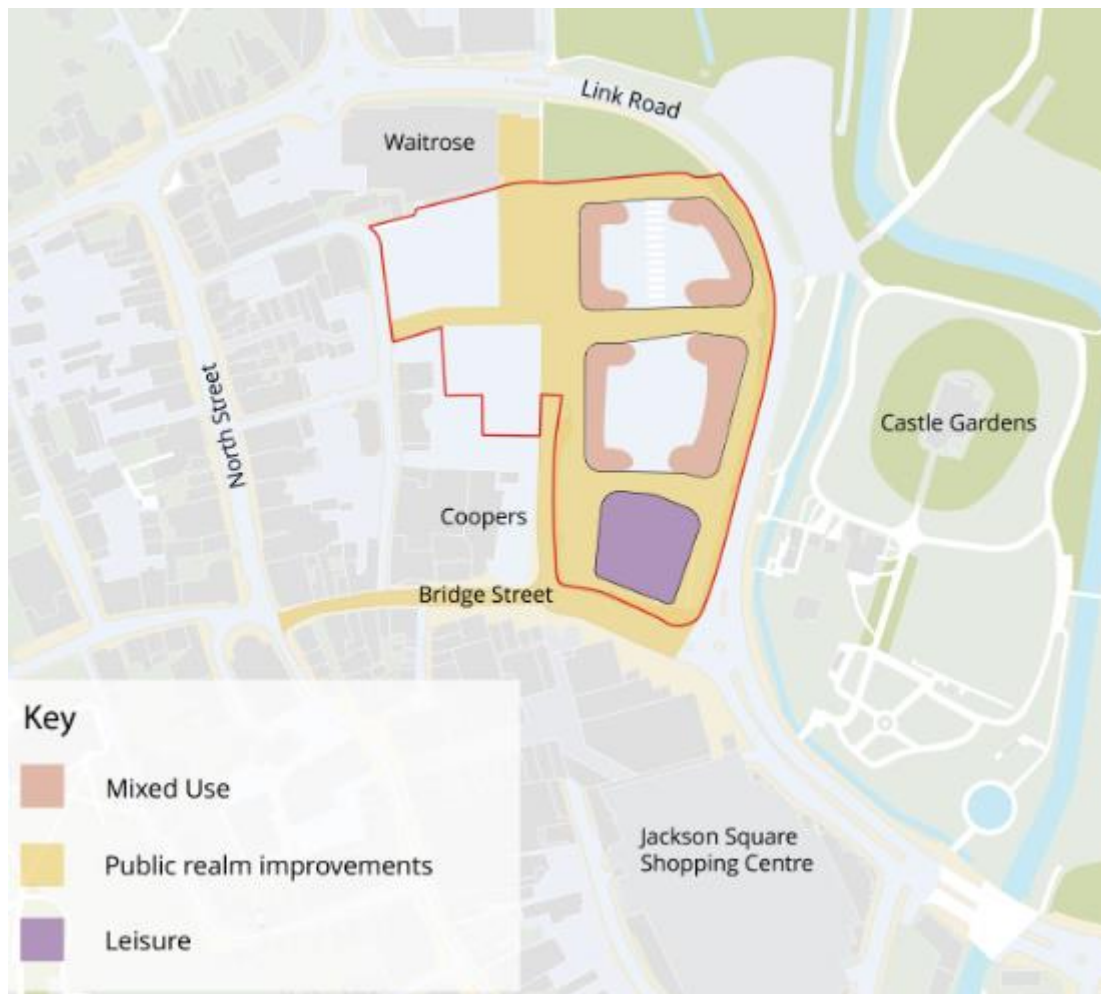 Link Road
Waitrose
North Street
Castle Gardens
Coopers
Bridge Street
Key
Mixed Use
Public realm improvements
Leisure
Jackson Square
Shopping Centre